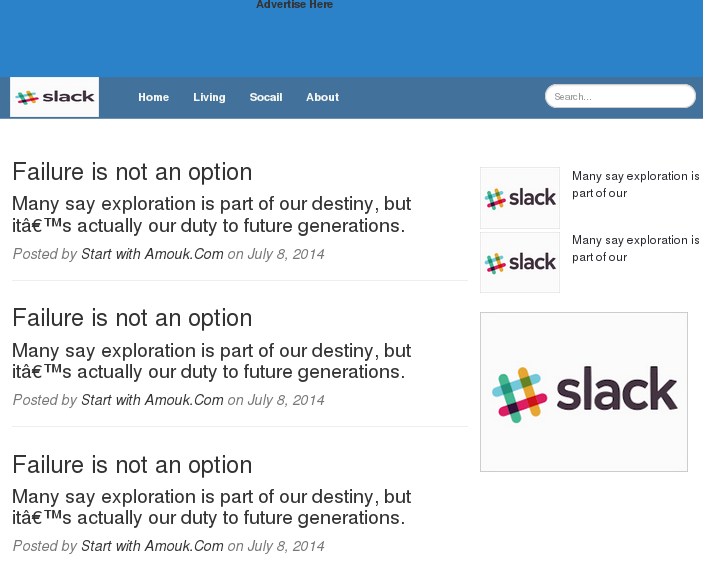 Advertise Here
slack
Home Living Socail About
Search...
Failure is not an option
Many say exploration is part of our destiny, but
itâ€™s actually our duty to future generations.
Posted by Start with Amouk.Com on July 8, 2014
Failure is not an option
Many say exploration is part of our destiny, but
itâ€™s actually our duty to future generations.
Posted by Start with Amouk.Com on July 8, 2014
Failure is not an option
Many say exploration is part of our destiny, but
itâ€™s actually our duty to future generations.
Posted by Start with Amouk.Com on July 8, 2014
slack
Many say exploration is
part of our
slack
Many say exploration is
part of our
slack